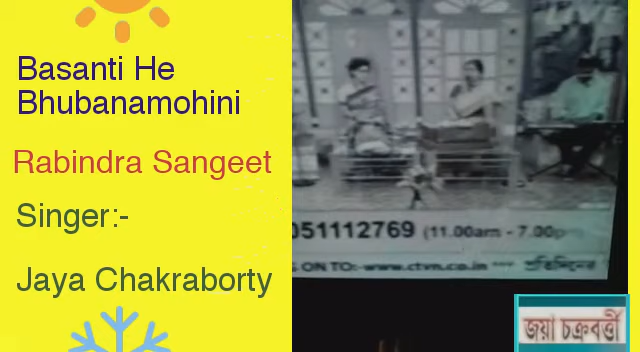 Basanti He
Bhubanamohini
Rabindra Sangeet
Singer:-
Jaya Chakraborty
051112769 (11.00am - 7.00p
S ON TO:- www.ctvn.co.in *** প্রতিদিনের
জয়া চক্রবর্ত্তী